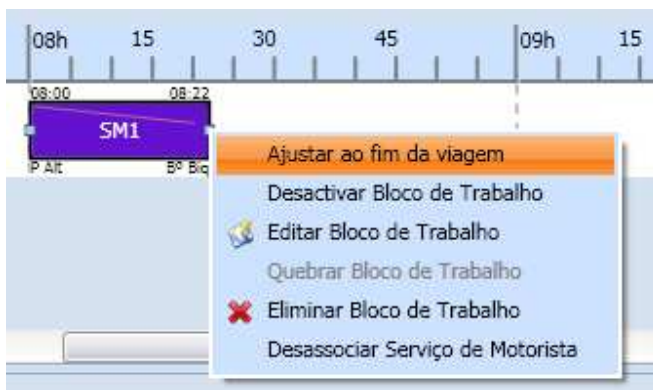 08h 15 30 45 09h 15
08:00 08:22
SM1
IP Alt Bº Biq
Ajustar ao fim da viagem
Desactivar Bloco de Trabalho
Editar Bloco de Trabalho
Quebrar Bloco de Trabalho
Eliminar Bloco de Trabalho
Desassociar Serviço de Motorista